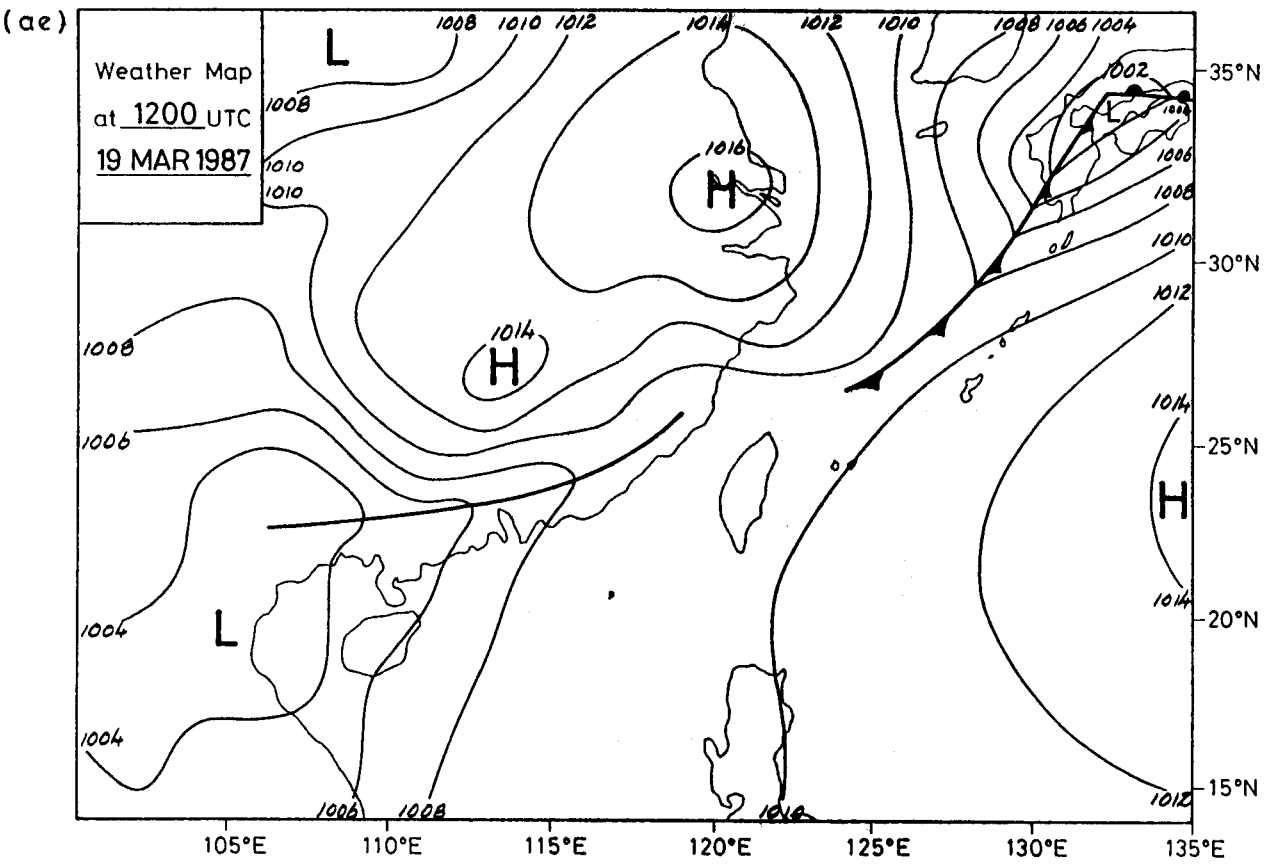 (ae)
Weather Map
at 1200 UTC
19 MAR 1987
L
1008 1010 1012 1014 1012 1010 1008 1006 1004
1002
35°N
1008
L
1004
1010
1016
1006
1010
H
1008
1010
30°N
1012
1008
1014
H
1014
1006
25°N
H
1014
1004
L
20°N
1004
15°N
1006 1008 1010 1012
105°E 110°E 115°E 120°E 125°E 130°E 135°E